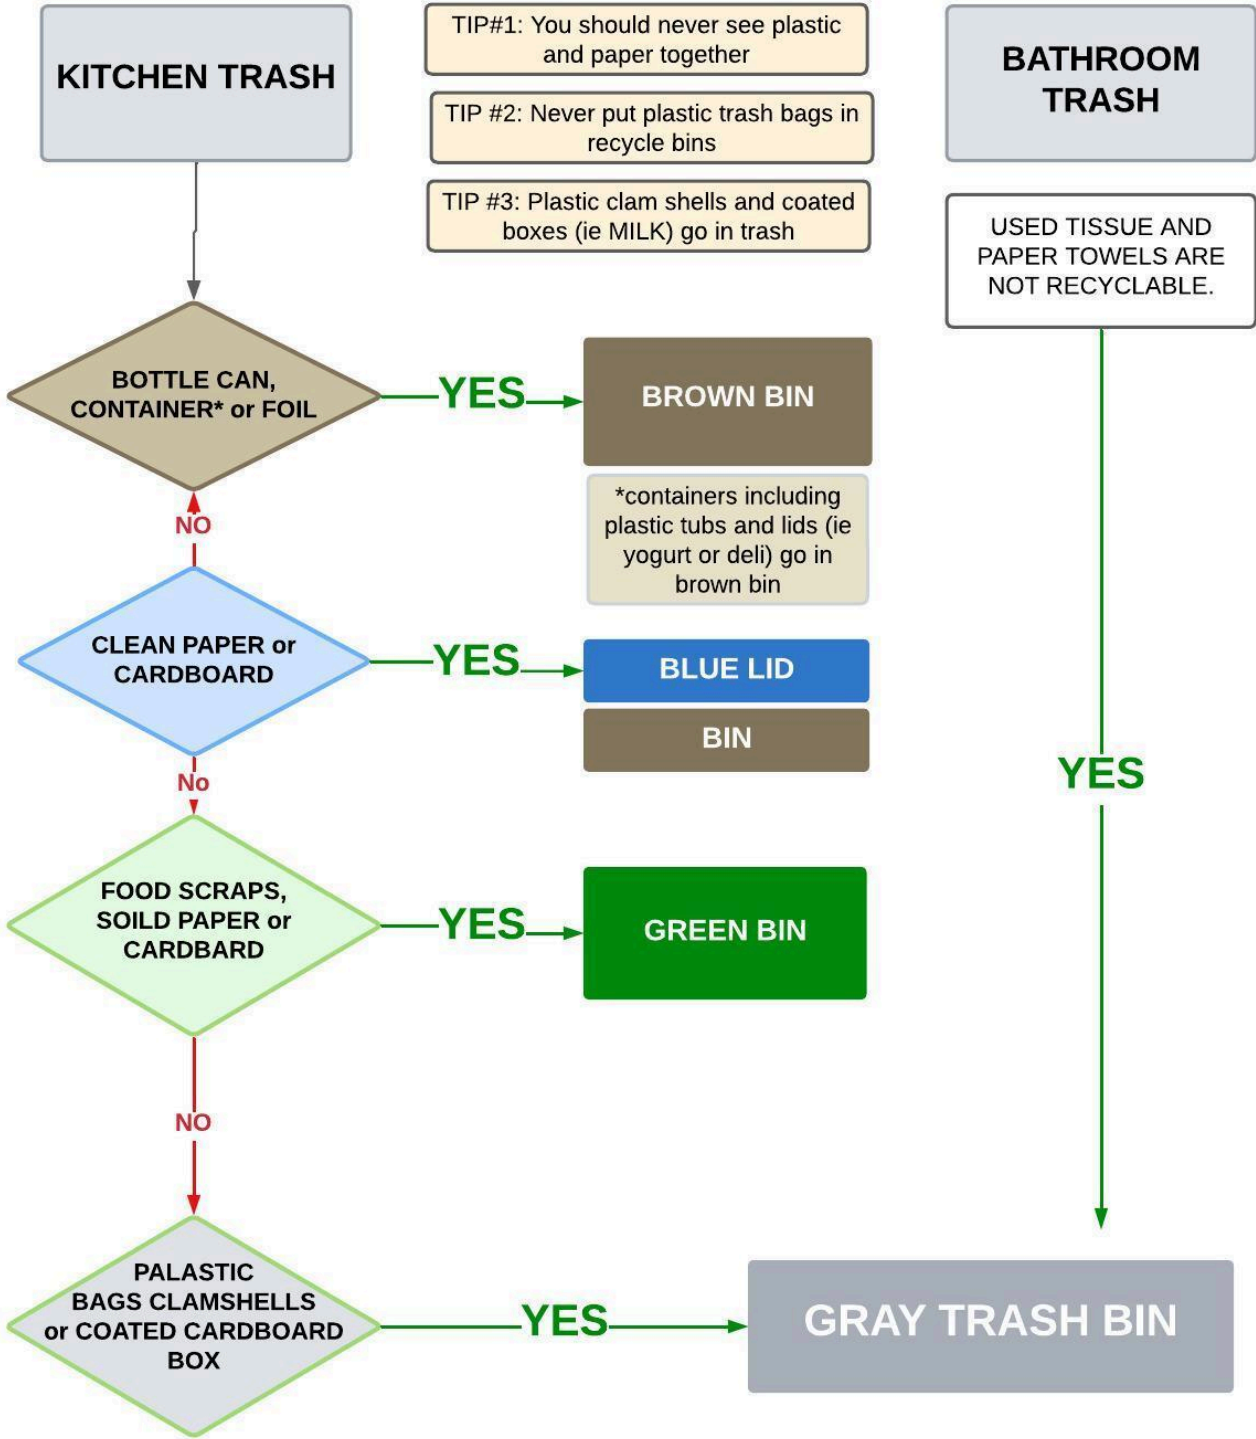 KITCHEN TRASH
TIP#1: You should never see plastic
and paper together
TIP #2: Never put plastic trash bags in
recycle bins
TIP #3: Plastic clam shells and coated
boxes (ie MILK) go in trash
BATHROOM
TRASH
USED TISSUE AND
PAPER TOWELS ARE
NOT RECYCLABLE.
BOTTLE CAN,
CONTAINER* or FOIL
YES
BROWN BIN
*containers including
plastic tubs and lids (ie
yogurt or deli) go in
brown bin
NO
CLEAN PAPER or
CARDBOARD
YES
BLUE LID
BIN
No
YES
FOOD SCRAPS,
SOILD PAPER or
CARDBARD
YES
GREEN BIN
NO
PALASTIC
BAGS CLAMSHELLS
or COATED CARDBOARD
BOX
YES
GRAY TRASH BIN